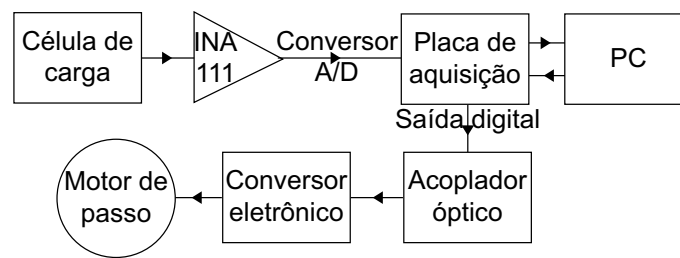 Célula de
carga
INA
111
Conversor
A/D
Placa de
aquisição
PC
Saída digital
Motor de
passo
Conversor
eletrônico
Acoplador
óptico